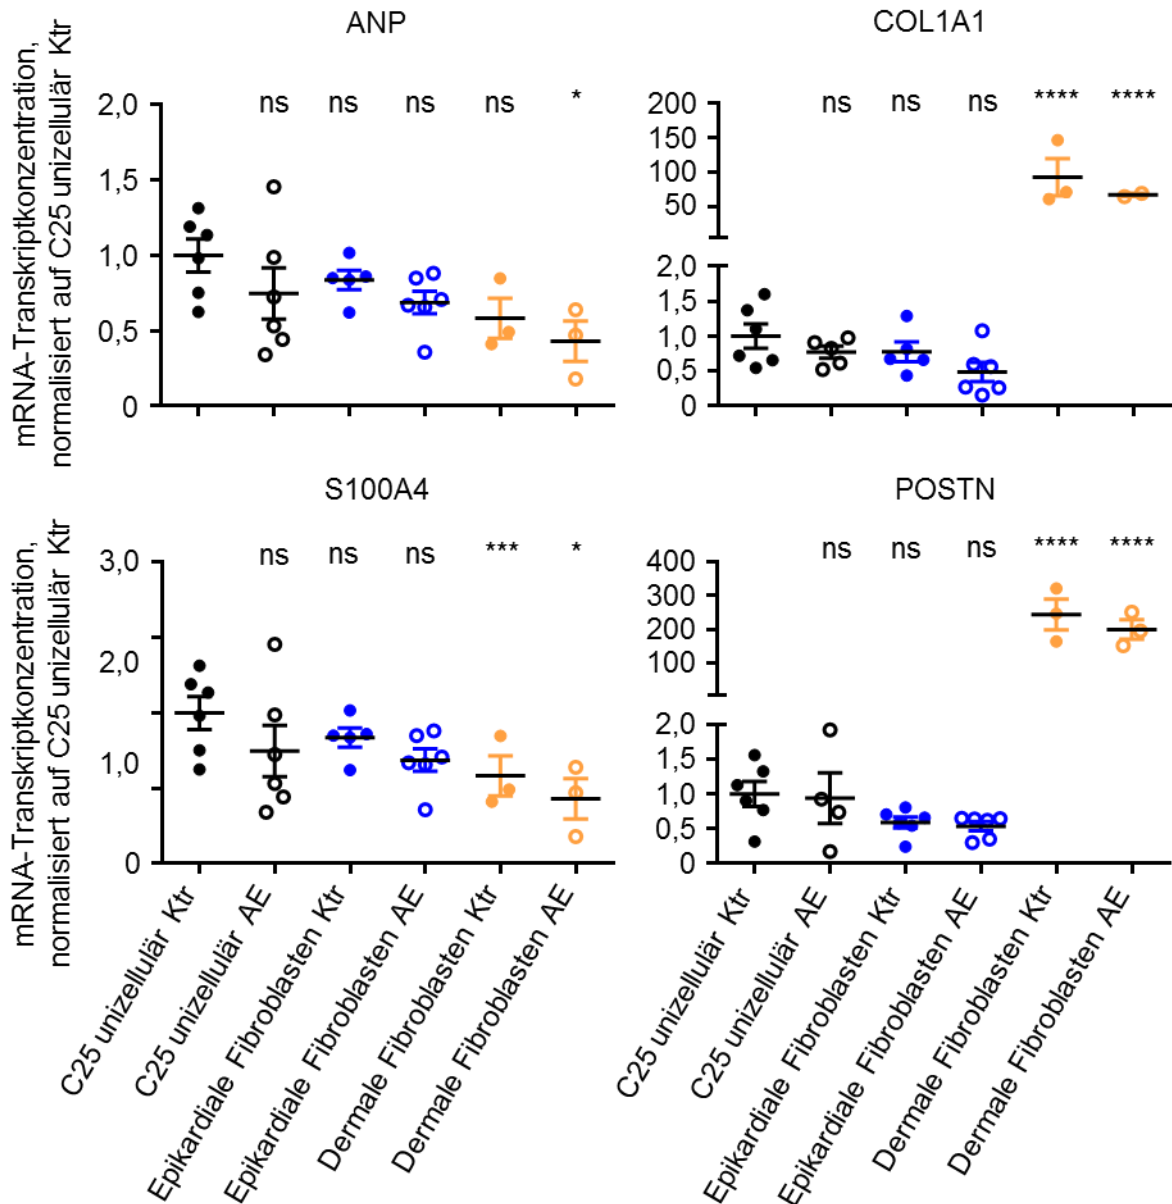 ANP
mRNA-Transkriptkonzentration,
normalisiert auf C25 unizellulär Ktr
ns ns ns ns *
2,0
1,5
1,0
0,5
0
COL1A1
ns ns ns **** ****
200
150
100
50
2,0
1,5
1,0
0,5
0
S100A4
mRNA-Transkriptkonzentration,
normalisiert auf C25 unizellulär Ktr
ns ns ns *** *
3,0
2,0
1,0
0
C25 unizellulär Ktr
C25 unizellulär AE
Epikardiale Fibroblasten Ktr
Epikardiale Fibroblasten AE
Dermale Fibroblasten Ktr
Dermale Fibroblasten AE
POSTN
ns ns ns **** ****
400
300
200
100
2,0
1,5
1,0
0,5
0
C25 unizellulär Ktr
C25 unizellulär AE
Epikardiale Fibroblasten Ktr
Epikardiale Fibroblasten AE
Dermale Fibroblasten Ktr
Dermale Fibroblasten AE